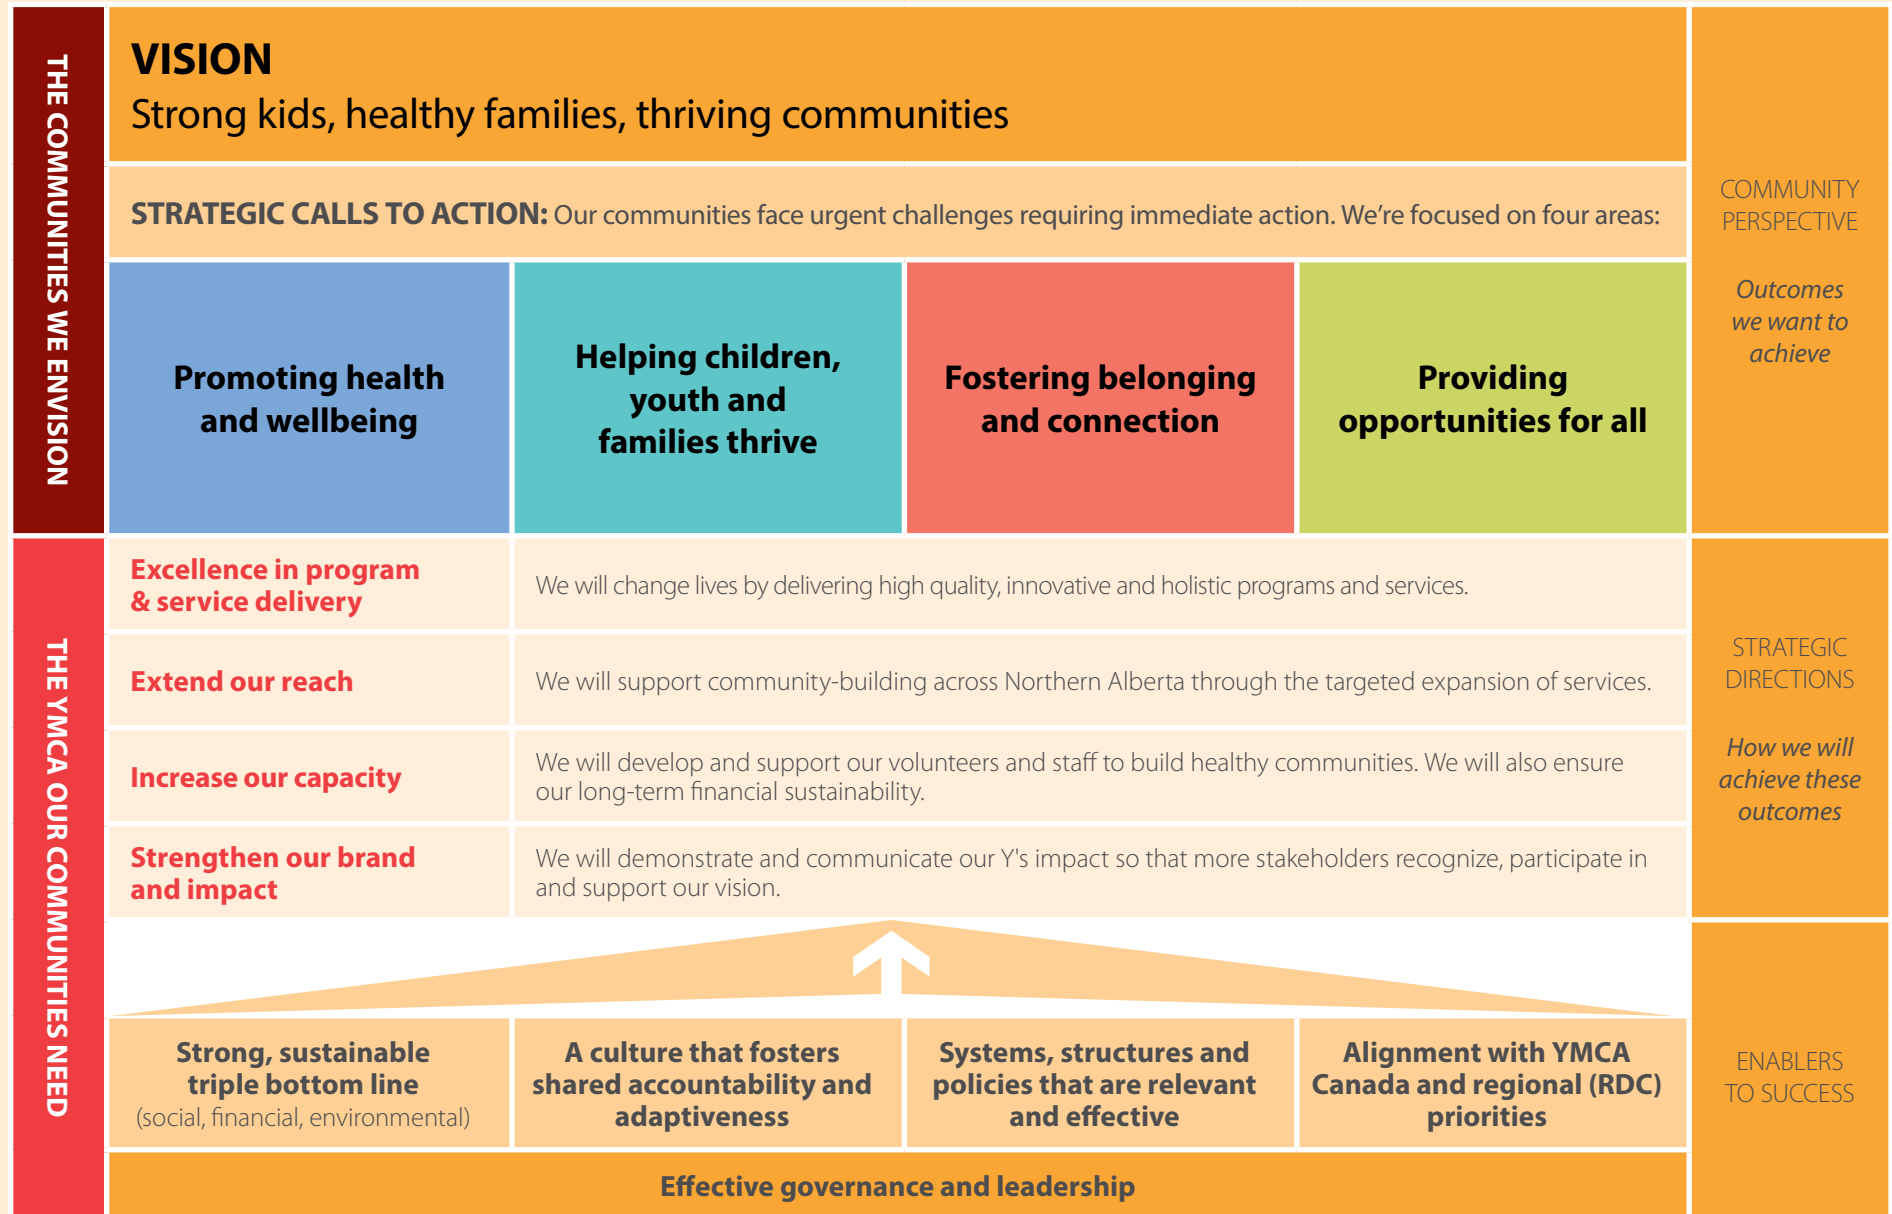 THE COMMUNITIES WE ENVISION
VISION
Strong kids, healthy families, thriving communities
STRATEGIC CALLS TO ACTION: Our communities face urgent challenges requiring immediate action. We’re focused on four areas:
Promoting health
and wellbeing
Helping children,
youth and
families thrive
Fostering belonging
and connection
Providing
opportunities for all
COMMUNITY
PERSPECTIVE
Outcomes
we want to
achieve
THE YMCA OUR COMMUNITIES NEED
Excellence in program
& service delivery
We will change lives by delivering high quality, innovative and holistic programs and services.
Extend our reach
We will support community-building across Northern Alberta through the targeted expansion of services.
Increase our capacity
We will develop and support our volunteers and staff to build healthy communities. We will also ensure
our long-term financial sustainability.
Strengthen our brand
and impact
We will demonstrate and communicate our Y's impact so that more stakeholders recognize, participate in
and support our vision.
STRATEGIC
DIRECTIONS
How we will
achieve these
outcomes
Strong, sustainable
triple bottom line
(social, financial, environmental)
A culture that fosters
shared accountability and
adaptiveness
Systems, structures and
policies that are relevant
and effective
Alignment with YMCA
Canada and regional (RDC)
priorities
ENABLERS
TO SUCCESS
Effective governance and leadership